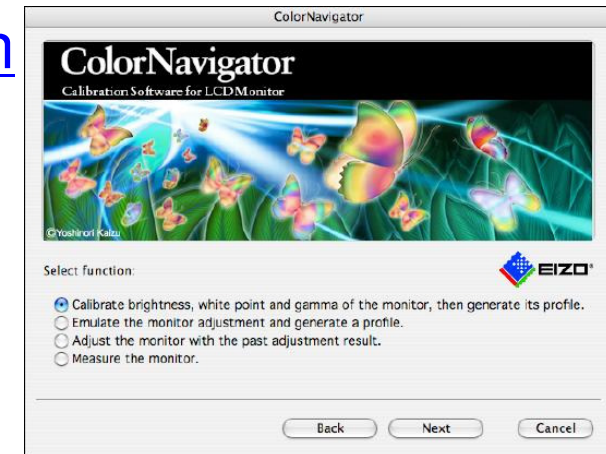 n
ColorNavigator
ColorNavigator
Calibration Software for LCD Monitor
©Yoshinori Kaizu
Select function:
EIZO
Calibrate brightness, white point and gamma of the monitor, then generate its profile.
Emulate the monitor adjustment and generate a profile.
Adjust the monitor with the past adjustment result.
Measure the monitor.
Back Next Cancel